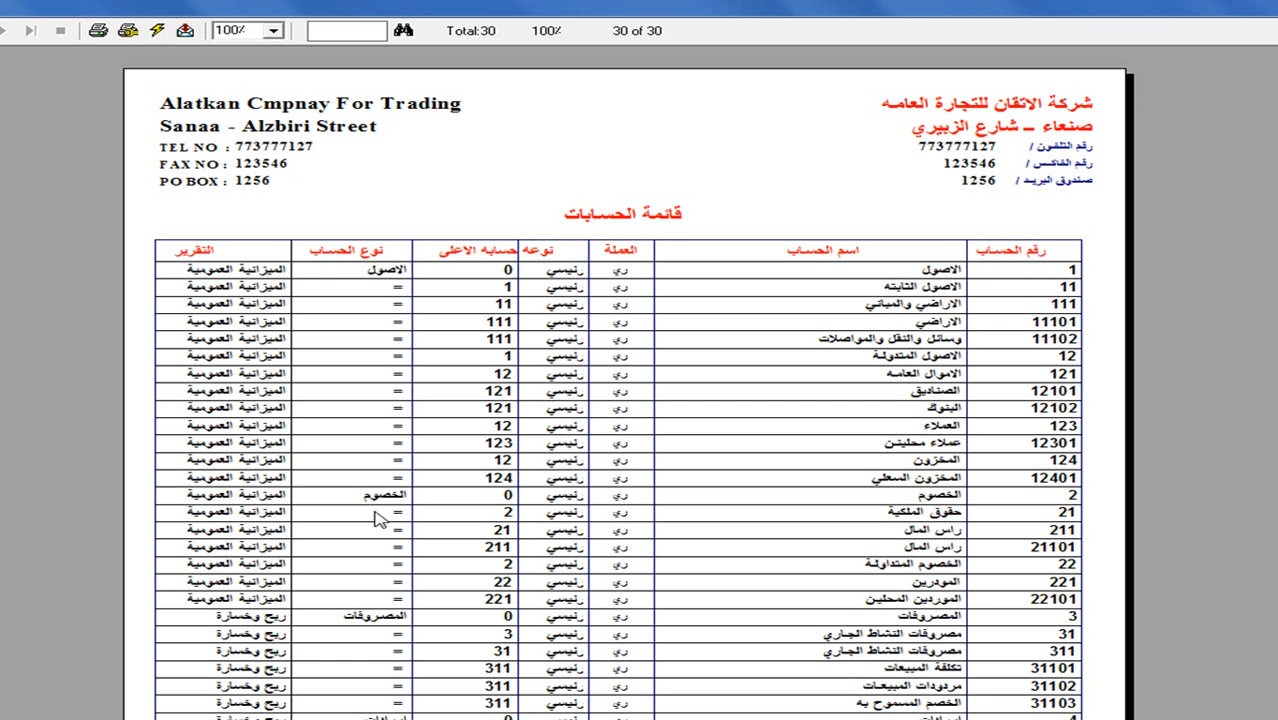 100% Total:30 100% 30 of 30
Alatkan Cmpnay For Trading شركة الاتقان للتجارة العامه
Sanaa - Alzbiri Street صنعاء – شارع الزبيري
TEL NO : 773777127 رقم التلفون / 773777127
FAX NO : 123546 رقم الفاكس / 123546
PO BOX : 1256 صندوق البريد / 1256
قائمة الحسابات
رقم الحساب اسم الحساب العملة نوعه حسابه الاعلى نوع الحساب التقرير
1 الاصول ري رئيسي 0 الاصول الميزانية العمومية
11 الاصول الثابته ري رئيسي 1 = الميزانية العمومية
111 الاراضي والمباني ري رئيسي 11 = الميزانية العمومية
11101 الاراضي ري رئيسي 111 = الميزانية العمومية
11102 وسائل والنقل والمواصلات ري رئيسي 111 = الميزانية العمومية
12 الاصول المتدولة ري رئيسي 1 = الميزانية العمومية
121 الاموال العامه ري رئيسي 12 = الميزانية العمومية
12101 الصناديق ري رئيسي 121 = الميزانية العمومية
12102 البنوك ري رئيسي 121 = الميزانية العمومية
123 العملاء ري رئيسي 12 = الميزانية العمومية
12301 عملاء محليين ري رئيسي 123 = الميزانية العمومية
124 المخزون ري رئيسي 12 = الميزانية العمومية
12401 المخزون السعلي ري رئيسي 124 = الميزانية العمومية
2 الخصوم ري رئيسي 0 الخصوم الميزانية العمومية
21 حقوق الملكية ري رئيسي 2 = الميزانية العمومية
211 راس المال ري رئيسي 21 = الميزانية العمومية
21101 راس المال ري رئيسي 211 = الميزانية العمومية
22 الخصوم المتداولة ري رئيسي 2 = الميزانية العمومية
221 المودرين ري رئيسي 22 = الميزانية العمومية
22101 الموردين المحلين ري رئيسي 221 = الميزانية العمومية
3 المصروفات ري رئيسي 0 المصروفات ربح وخسارة
31 مصروفات النشاط الجاري ري رئيسي 3 = ربح وخسارة
311 مصروفات النشاط الجاري ري رئيسي 31 = ربح وخسارة
31101 تكلفة المبيعات ري رئيسي 311 = ربح وخسارة
31102 مردودات المبيعات ري رئيسي 311 = ربح وخسارة
31103 الخصم المسموح به ري رئيسي 311 = ربح وخسارة